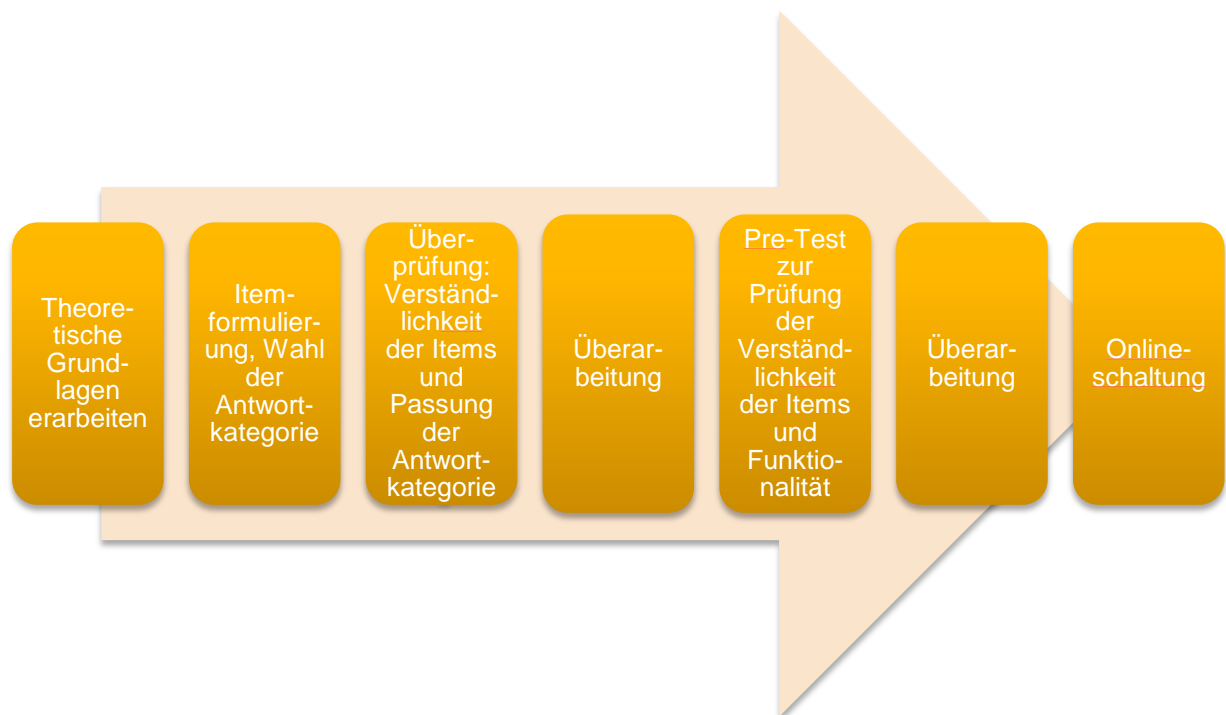 Theore-
tische
Grund-
lagen
erarbeiten
Item-
formulier-
ung, Wahl
der
Antwort-
kategorie
Über-
prüfung:
Verständ-
lichkeit
der Items
und
Passung
der
Antwort-
kategorie
Überar-
beitung
Pre-Test
zur
Prüfung
der
Verständ-
lichkeit
der Items
und
Funktio-
nalität
Überar-
beitung
Online-
schaltung